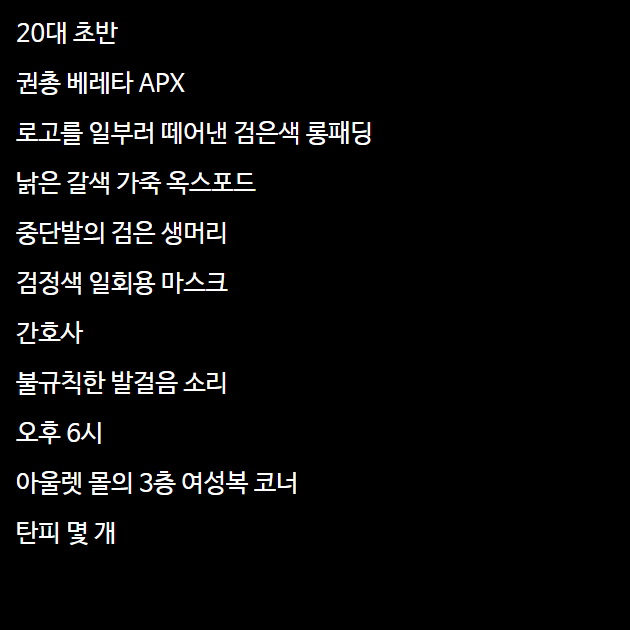 20대 초반
권총 베레타 APX
로고를 일부러 떼어낸 검은색 롱패딩
낡은 갈색 가죽 옥스포드
중단발의 검은 생머리
검정색 일회용 마스크
간호사
불규칙한 발걸음 소리
오후 6시
아울렛 몰의 3층 여성복 코너
탄피 몇 개